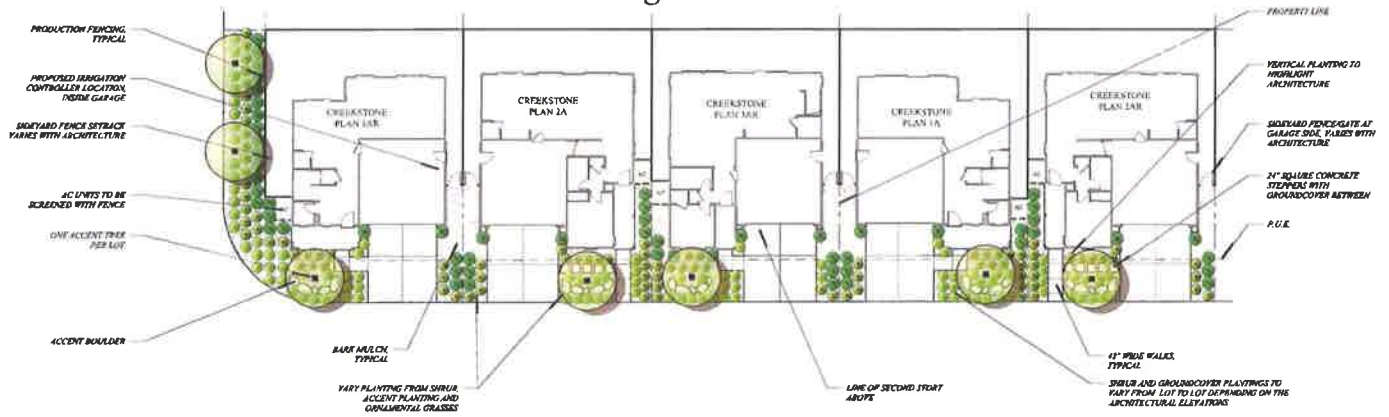 PRODUCTION FENCING,
TYPICAL
PROPOSED IRRIGATION
CONTROLLER LOCATION,
INSIDE GARAGE
SIDEYARD FENCE SETBACK
VARIES WITH ARCHITECTURE
AC UNITS TO BE
SCREENED WITH FENCE
ONE ACCENT TREE
PER LOT
ACCENT BOULDER
BARK MULCH,
TYPICAL
VARY PLANTING FROM SHRUB,
ACCENT PLANTING AND
ORNAMENTAL GRASSES
CREEKSTONE
CREEKSTONE
PLAN 2A
CREEKSTONE
CREEKSTONE
PLAN 1A
CREEKSTONE
PLAN 2AR
LINE OF SECOND STORY
ABOVE
PROPERTY LINE
VERTICAL PLANTING TO
HIGHLIGHT
ARCHITECTURE
SIDEYARD FENCE/GATE AT
GARAGE SIDE, VARIES WITH
ARCHITECTURE
24" SQAURE CONCRETE
STEPPERS WITH
GROUNDCOVER BETWEEN
P.U.E.
WIDE WALKS,
TYPICAL
SHRUB AND GROUNDCOVER PLANTINGS TO
VARY FROM LOT TO LOT DEPENDING ON THE
ARCHITECTURAL ELEVATIONS